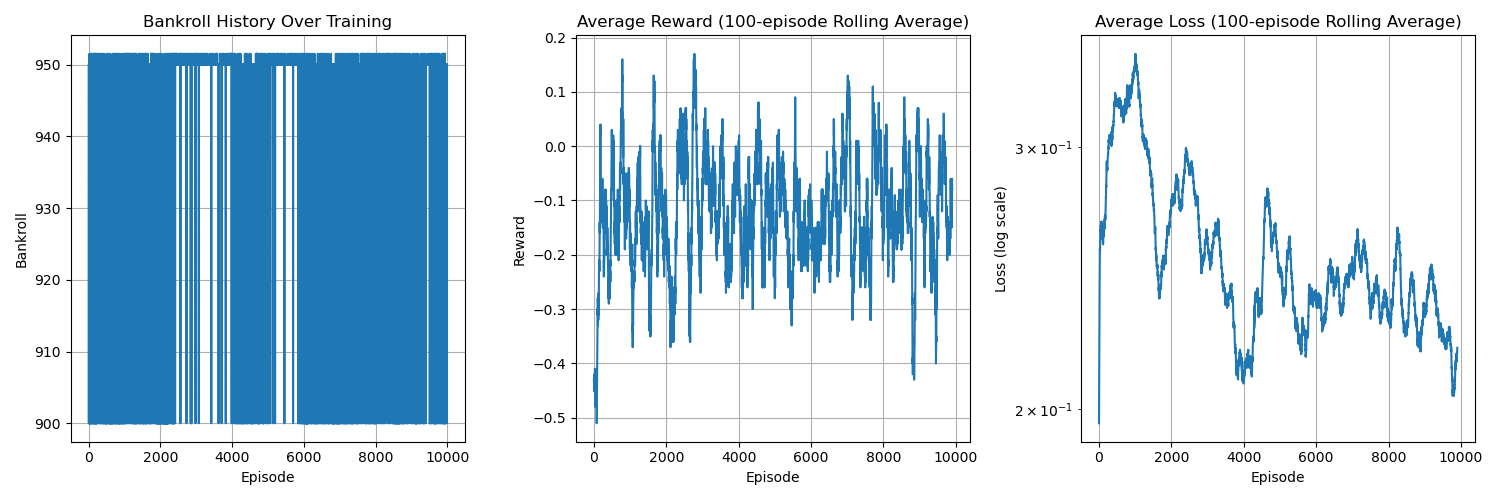 Bankroll History Over Training
Average Reward (100-episode Rolling Average)
Average Loss (100-episode Rolling Average)
Bankroll
950
940
930
920
910
900
0 2000 4000 6000 8000 10000
Episode
Reward
0.2
0.1
0.0
−0.1
−0.2
−0.3
−0.4
−0.5
0 2000 4000 6000 8000 10000
Episode
Loss (log scale)
3 × 10⁻¹
2 × 10⁻¹
0 2000 4000 6000 8000 10000
Episode